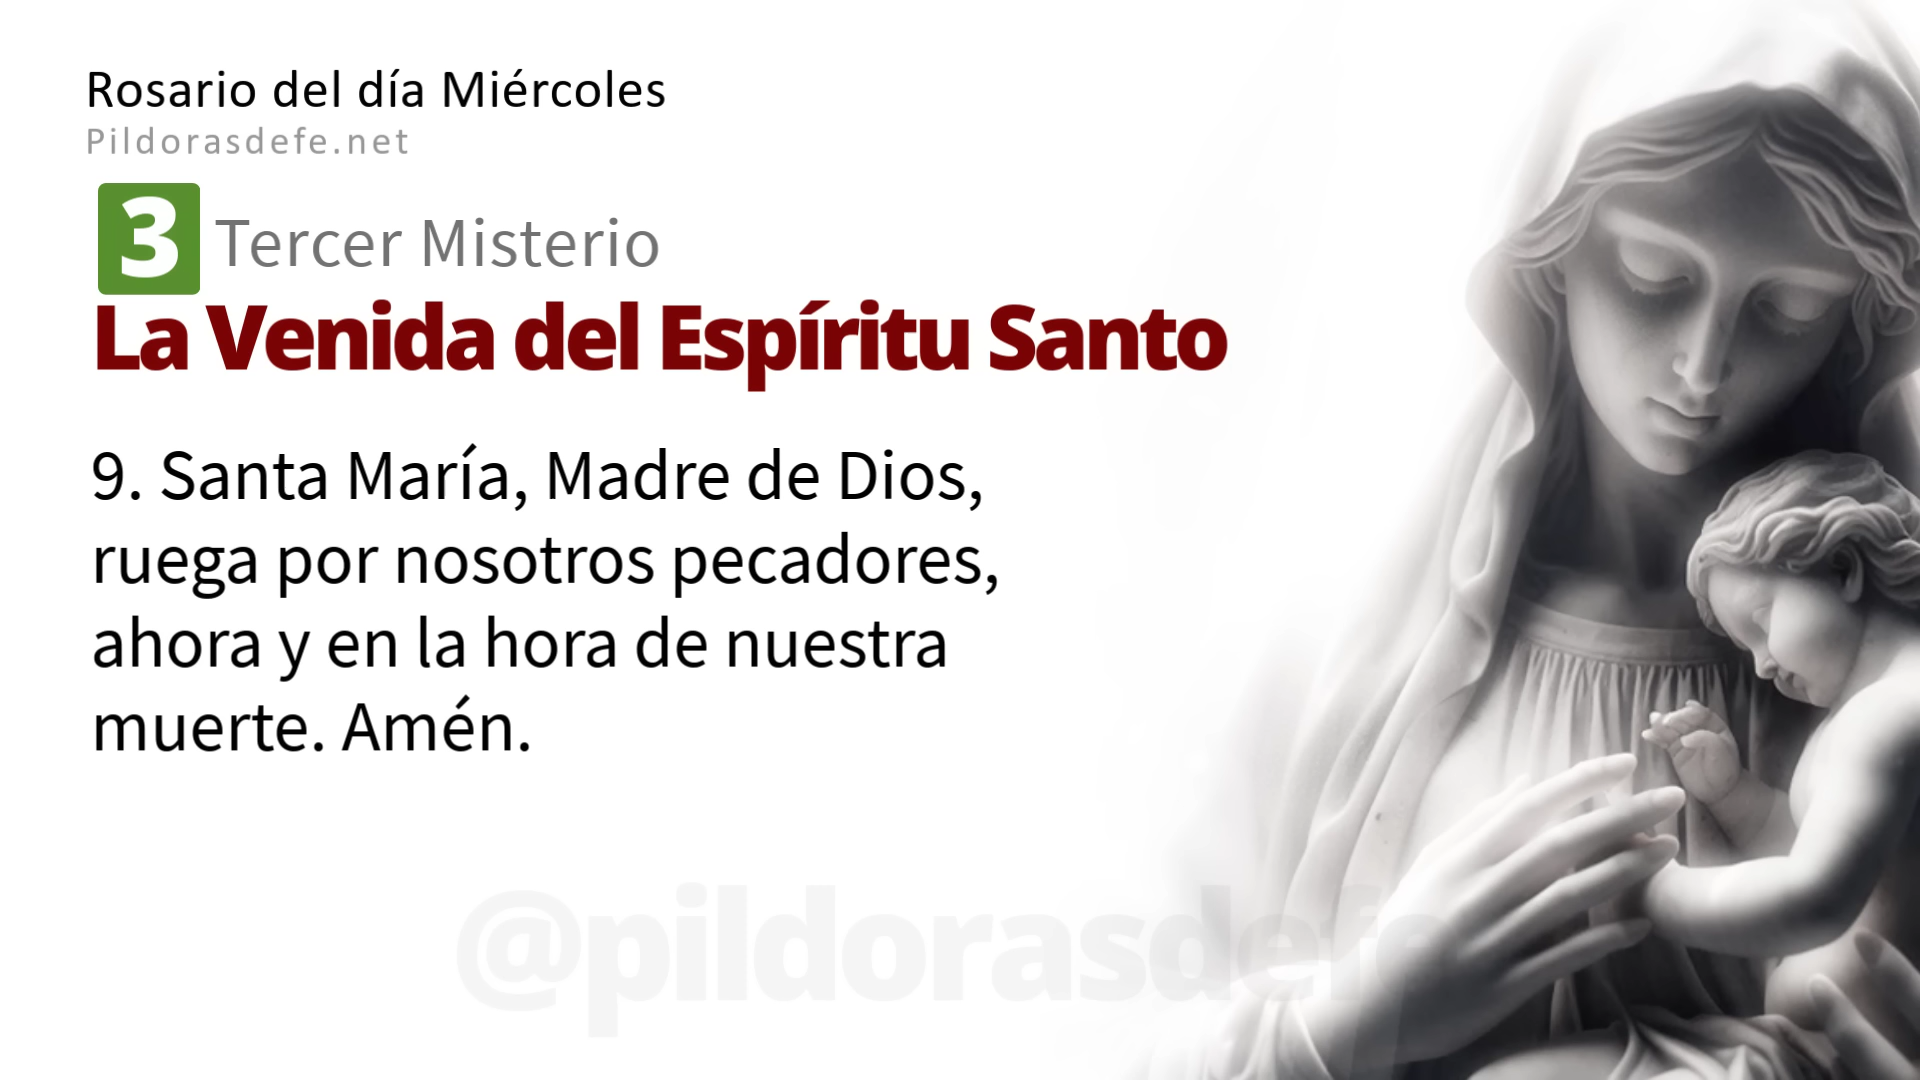 Rosario del día Miércoles
Pildorasdefe.net
3 Tercer Misterio
La Venida del Espíritu Santo
9. Santa María, Madre de Dios,
ruega por nosotros pecadores,
ahora y en la hora de nuestra
muerte. Amén.
@pildorasdefe